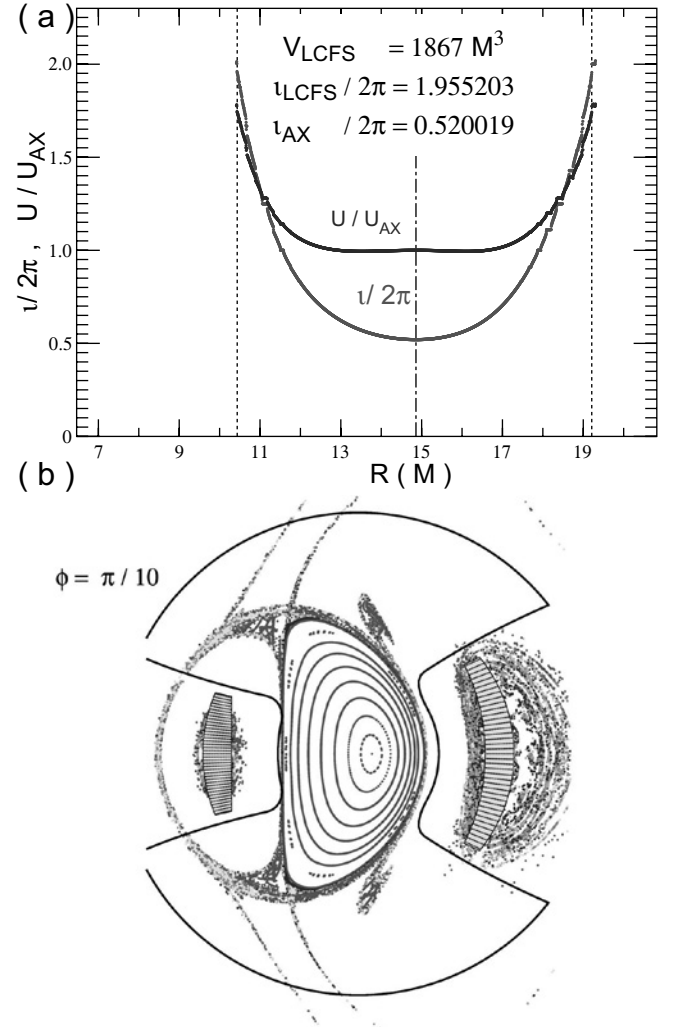 ( a )
V_LCFS = 1867 M³
ι_LCFS / 2π = 1.955203
ι_AX / 2π = 0.520019
2.0
1.5
1.0
0.5
0
ι/ 2π , U / U_AX
U / U_AX
ι/ 2π
7 9 11 13 15 17 19
R ( M )
( b )
ϕ = π / 10